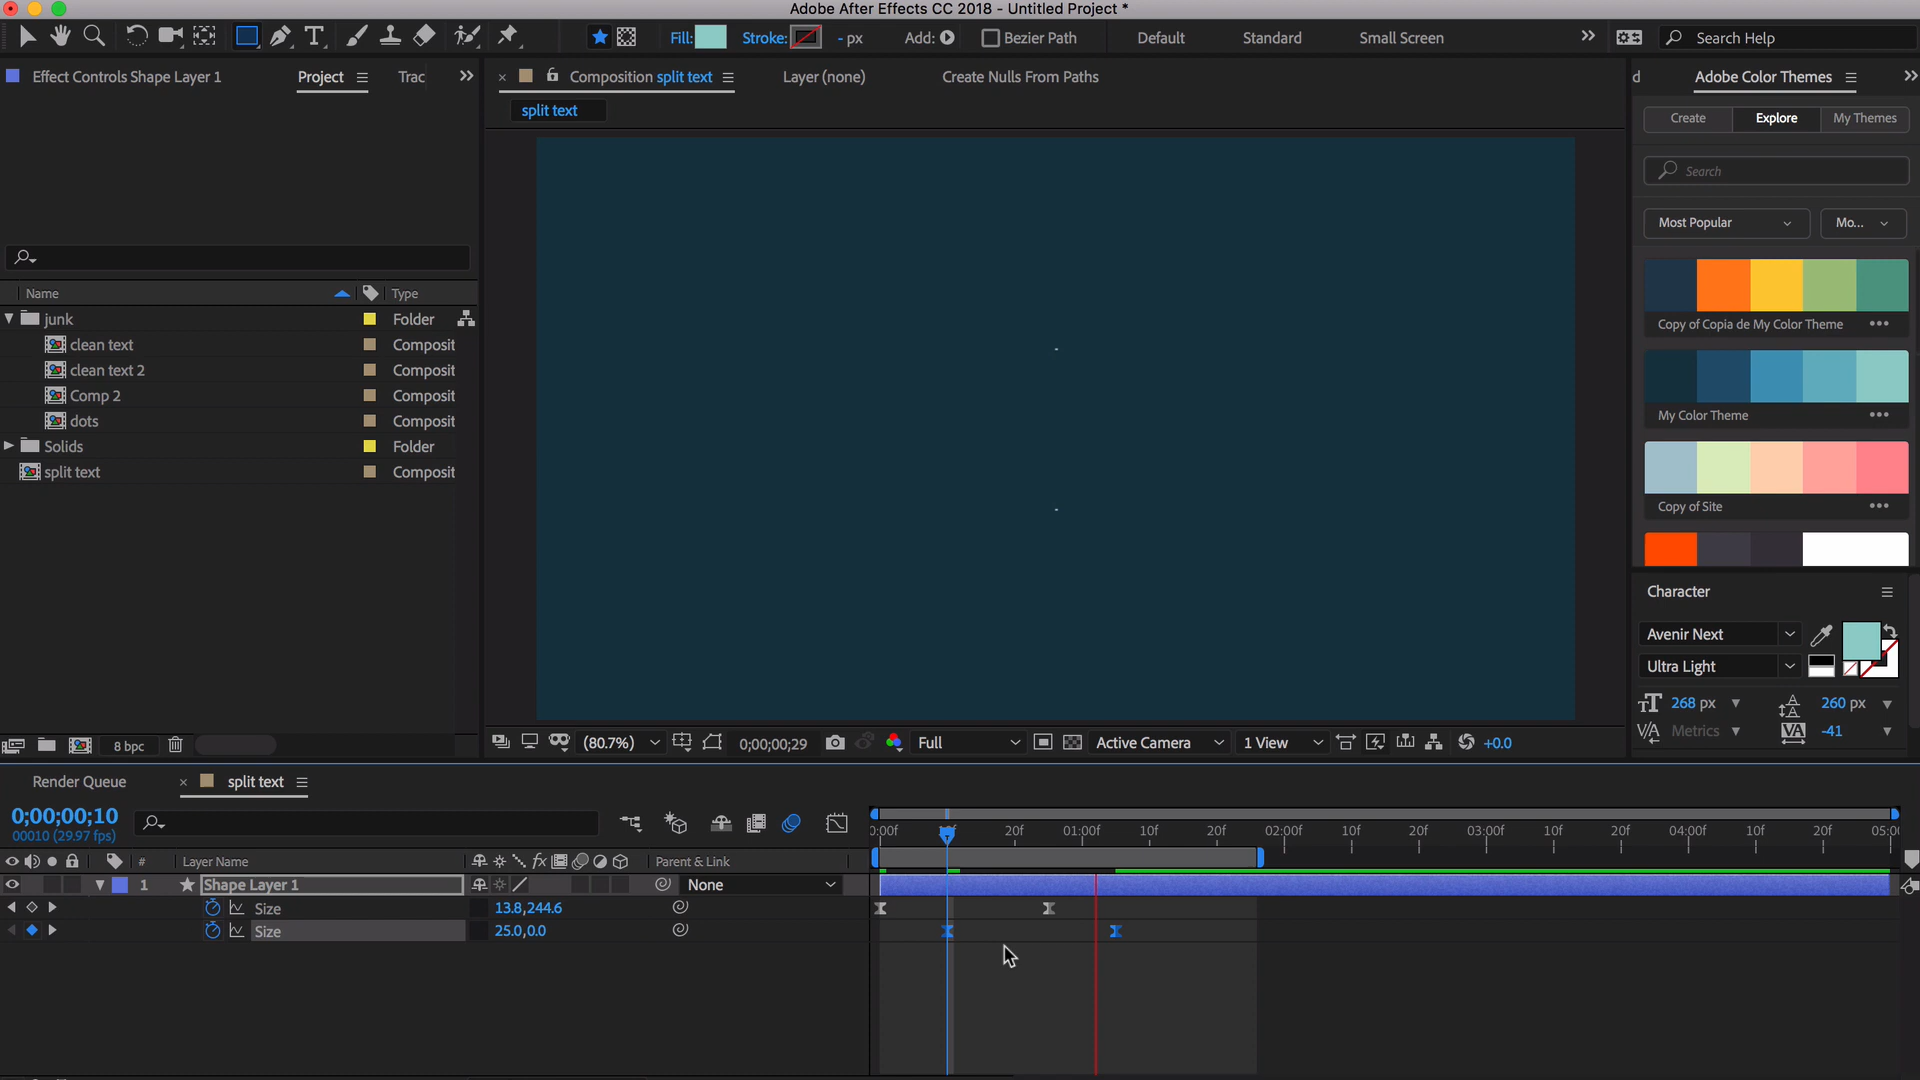 Adobe After Effects CC 2018 - Untitled Project *
Fill: Stroke: - px Add: Bezier Path Default Standard Small Screen Search Help
Effect Controls Shape Layer 1 Project Trac Composition split text Layer (none) Create Nulls From Paths d Adobe Color Themes
split text
Create Explore My Themes
Search
Most Popular Mo...
Name Type
junk Folder
clean text Composit
clean text 2 Composit
Comp 2 Composit
dots Composit
Solids Folder
split text Composit
Copy of Copia de My Color Theme
My Color Theme
Copy of Site
Character
Avenir Next
Ultra Light
268 px 260 px
Metrics -41
8 bpc (80.7%) 0;00;00;29 Full Active Camera 1 View +0.0
Render Queue split text
0;00;00;10
00010 (29.97 fps)
0:00f 20f 01:00f 10f 20f 02:00f 10f 20f 03:00f 10f 20f 04:00f 10f 20f 05:00
# Layer Name fx Parent & Link
1 Shape Layer 1 None
Size 13.8,244.6
Size 25.0,0.0